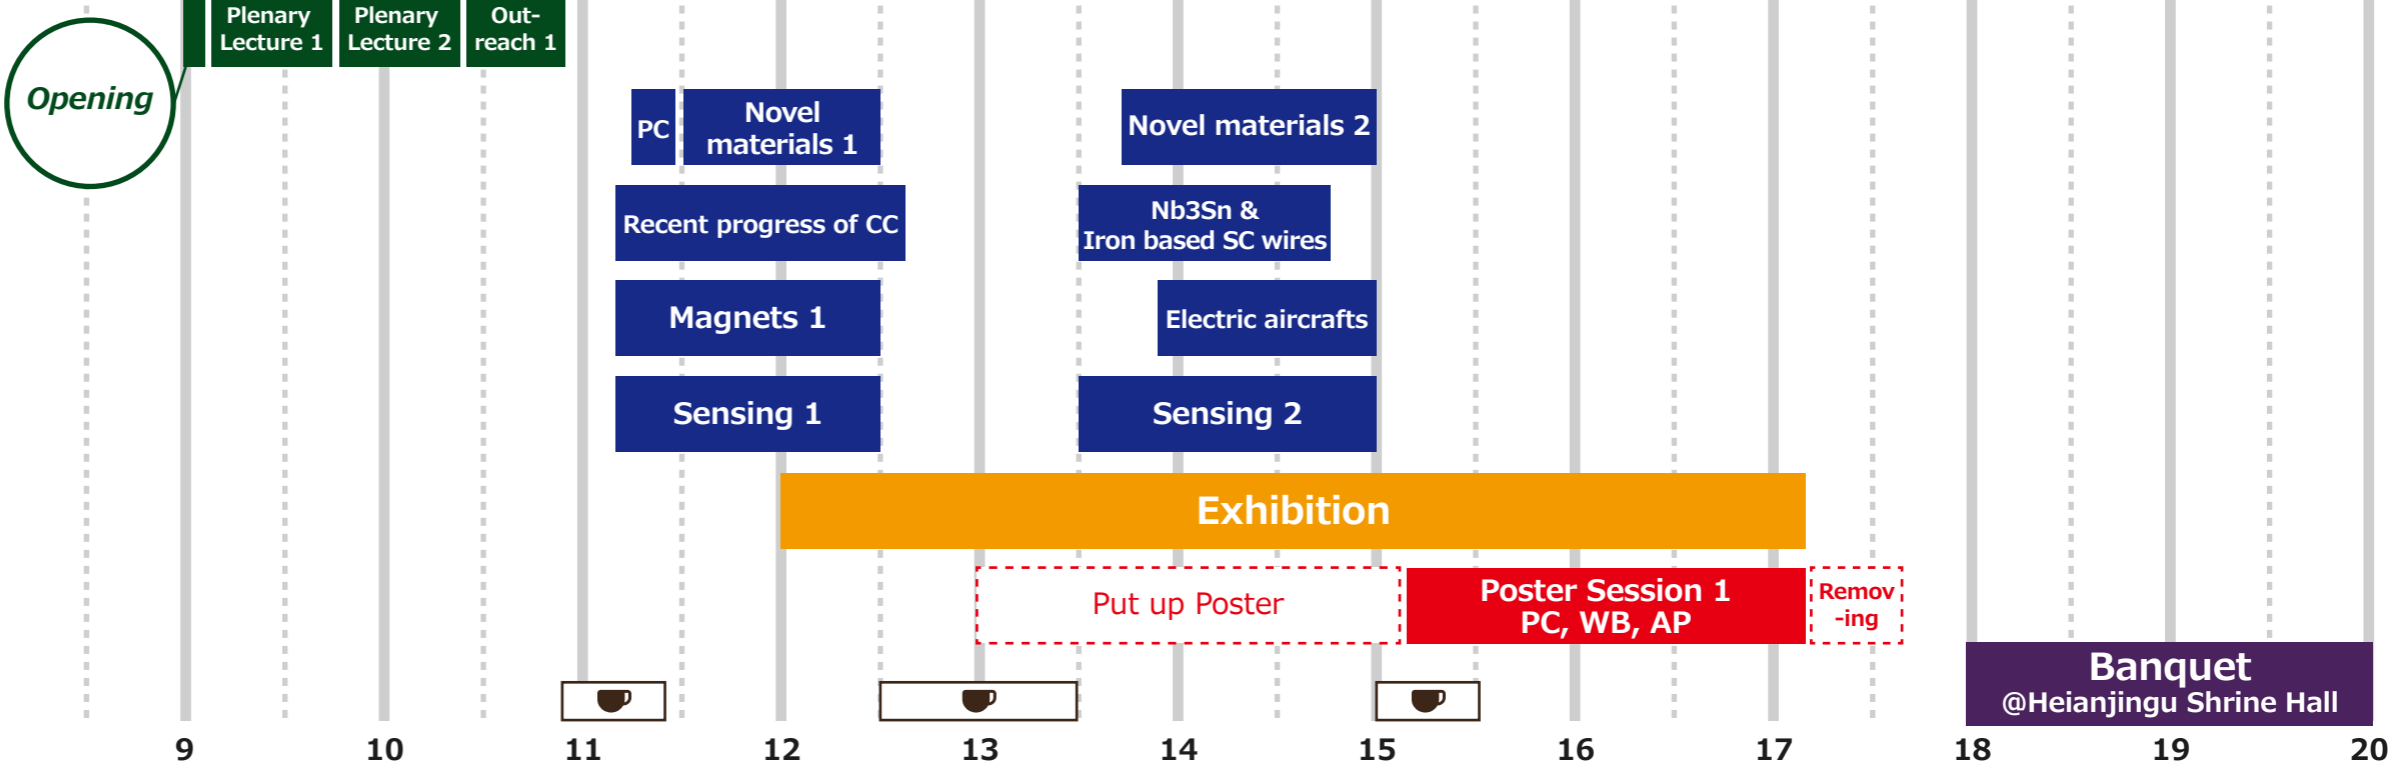 Plenary
Lecture 1
Plenary
Lecture 2
Out-
reach 1
Opening
PC
Novel
materials 1
Novel materials 2
Recent progress of CC
Nb3Sn &
Iron based SC wires
Magnets 1
Electric aircrafts
Sensing 1
Sensing 2
Exhibition
Put up Poster
Poster Session 1
PC, WB, AP
Remov
-ing
Banquet
@Heianjingu Shrine Hall
9 10 11 12 13 14 15 16 17 18 19 20